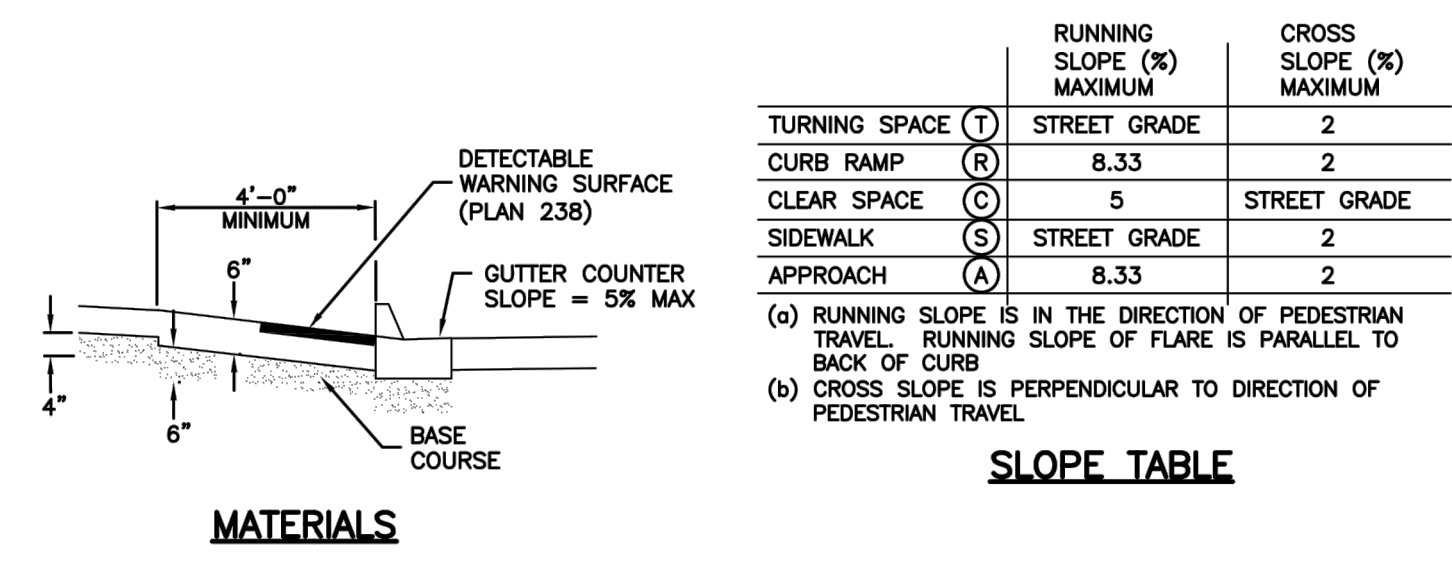 DETECTABLE
WARNING SURFACE
(PLAN 238)
4'-0"
MINIMUM
6"
GUTTER COUNTER
SLOPE = 5% MAX
4"
6"
BASE
COURSE
MATERIALS
RUNNING
SLOPE (%)
MAXIMUM
CROSS
SLOPE (%)
MAXIMUM
TURNING SPACE T STREET GRADE 2
CURB RAMP R 8.33 2
CLEAR SPACE C 5 STREET GRADE
SIDEWALK S STREET GRADE 2
APPROACH A 8.33 2
(a) RUNNING SLOPE IS IN THE DIRECTION OF PEDESTRIAN
TRAVEL. RUNNING SLOPE OF FLARE IS PARALLEL TO
BACK OF CURB
(b) CROSS SLOPE IS PERPENDICULAR TO DIRECTION OF
PEDESTRIAN TRAVEL
SLOPE TABLE